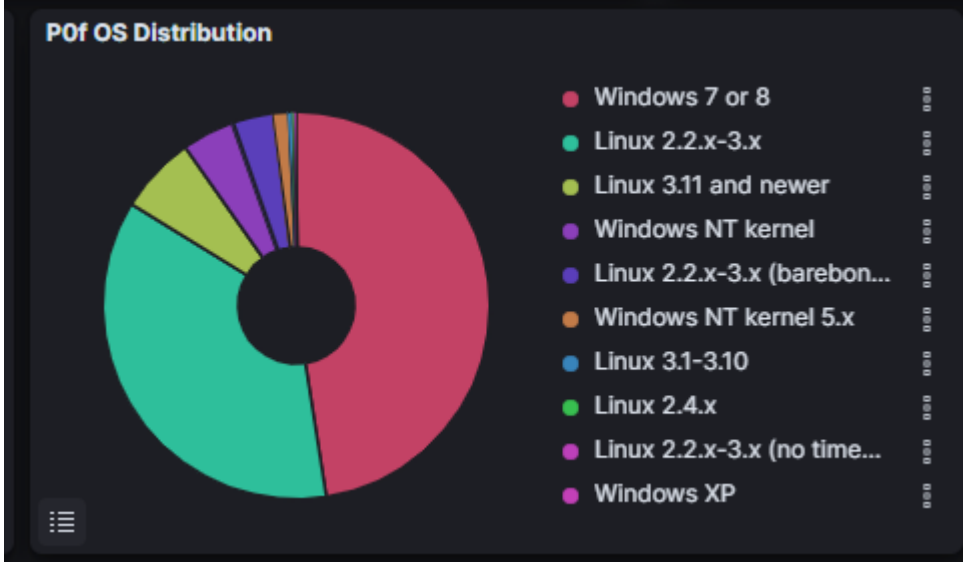 P0f OS Distribution
Windows 7 or 8
Linux 2.2.x-3.x
Linux 3.11 and newer
Windows NT kernel
Linux 2.2.x-3.x (barebon...
Windows NT kernel 5.x
Linux 3.1-3.10
Linux 2.4.x
Linux 2.2.x-3.x (no time...
Windows XP